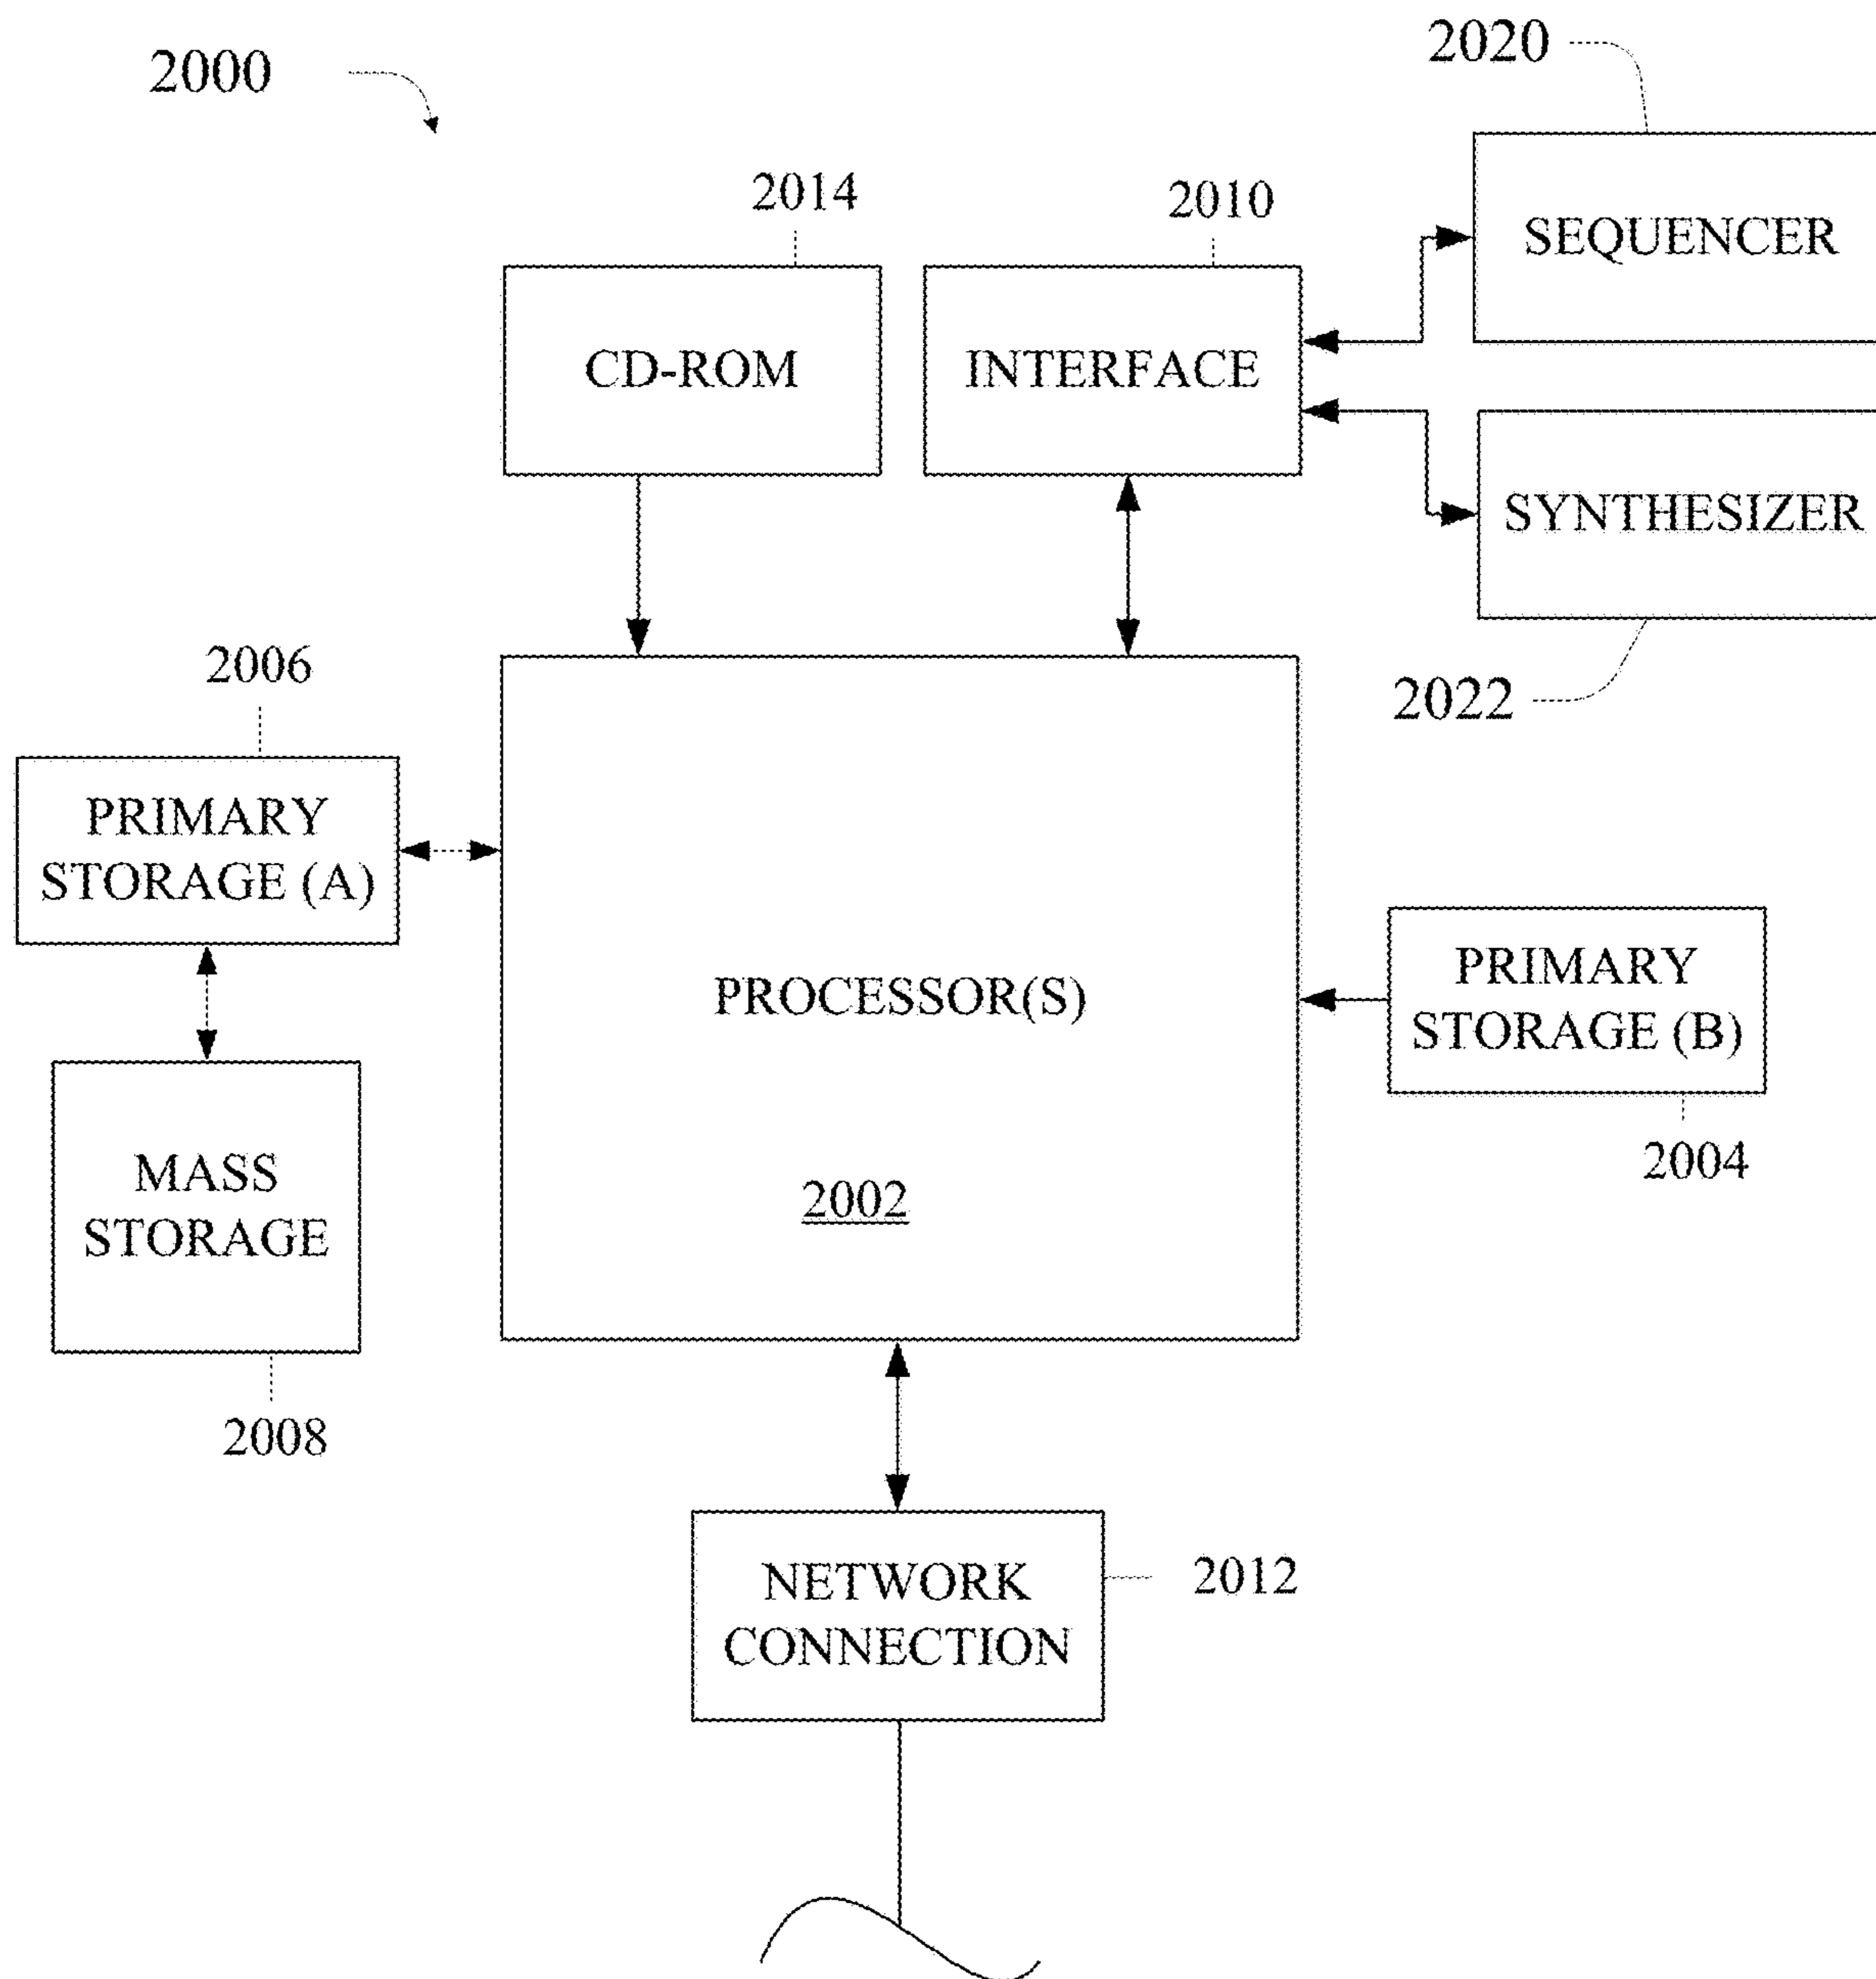 2000
2020
2014
2010
SEQUENCER
CD-ROM
INTERFACE
SYNTHESIZER
2006
2022
PRIMARY
STORAGE (A)
PROCESSOR(S)
PRIMARY
STORAGE (B)
MASS
STORAGE
2002
2004
2008
NETWORK
CONNECTION
2012